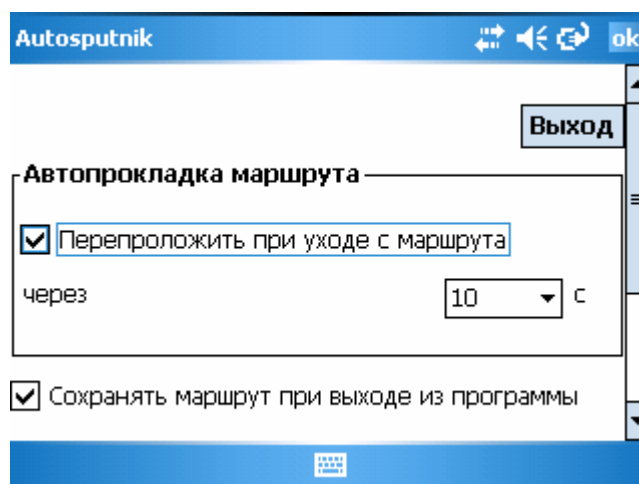 Autosputnik ok
Выход
Автопрокладка маршрута
Перепроложить при уходе с маршрута
через 10 с
Сохранять маршрут при выходе из программы